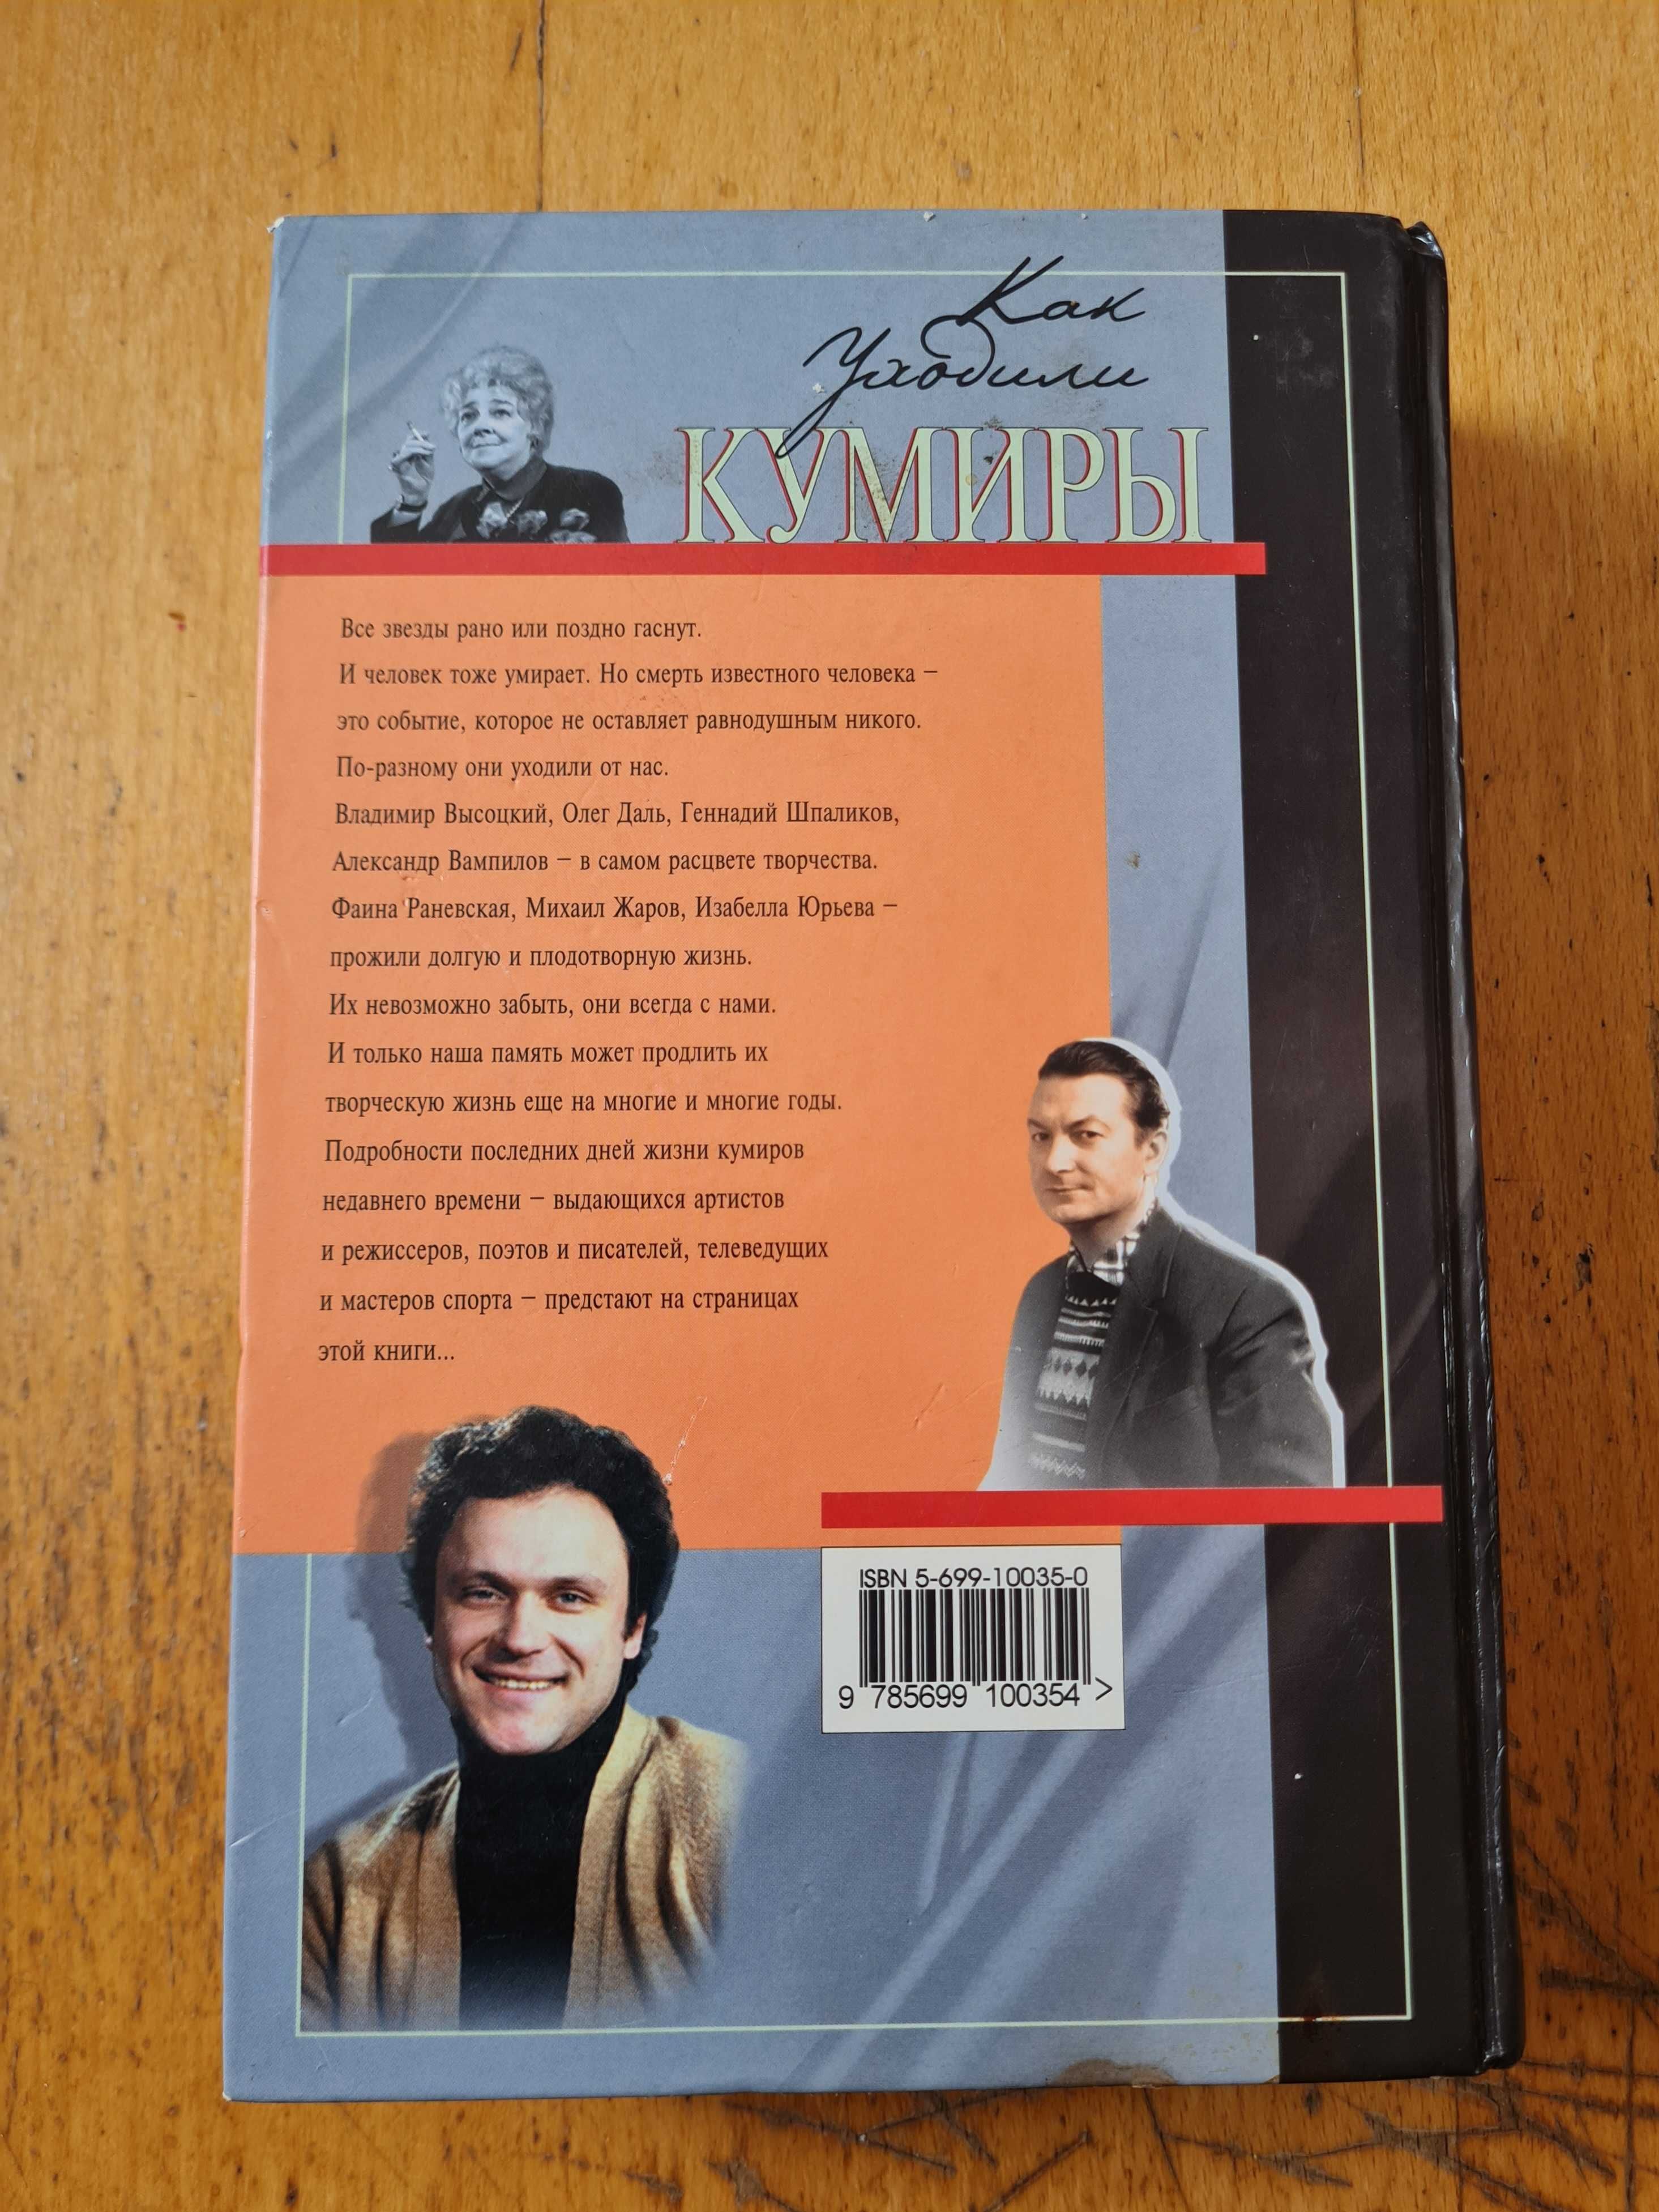 Как
Уходили
КУМИРЫ
Все звезды рано или поздно гаснут.
И человек тоже умирает. Но смерть известного человека –
это событие, которое не оставляет равнодушным никого.
По-разному они уходили от нас.
Владимир Высоцкий, Олег Даль, Геннадий Шпаликов,
Александр Вампилов – в самом расцвете творчества.
Фаина Раневская, Михаил Жаров, Изабелла Юрьева –
прожили долгую и плодотворную жизнь.
Их невозможно забыть, они всегда с нами.
И только наша память может продлить их
творческую жизнь еще на многие и многие годы.
Подробности последних дней жизни кумиров
недавнего времени – выдающихся артистов
и режиссеров, поэтов и писателей, телеведущих
и мастеров спорта – предстают на страницах
этой книги...
ISBN 5-699-10035-0
9 785699 100354 >